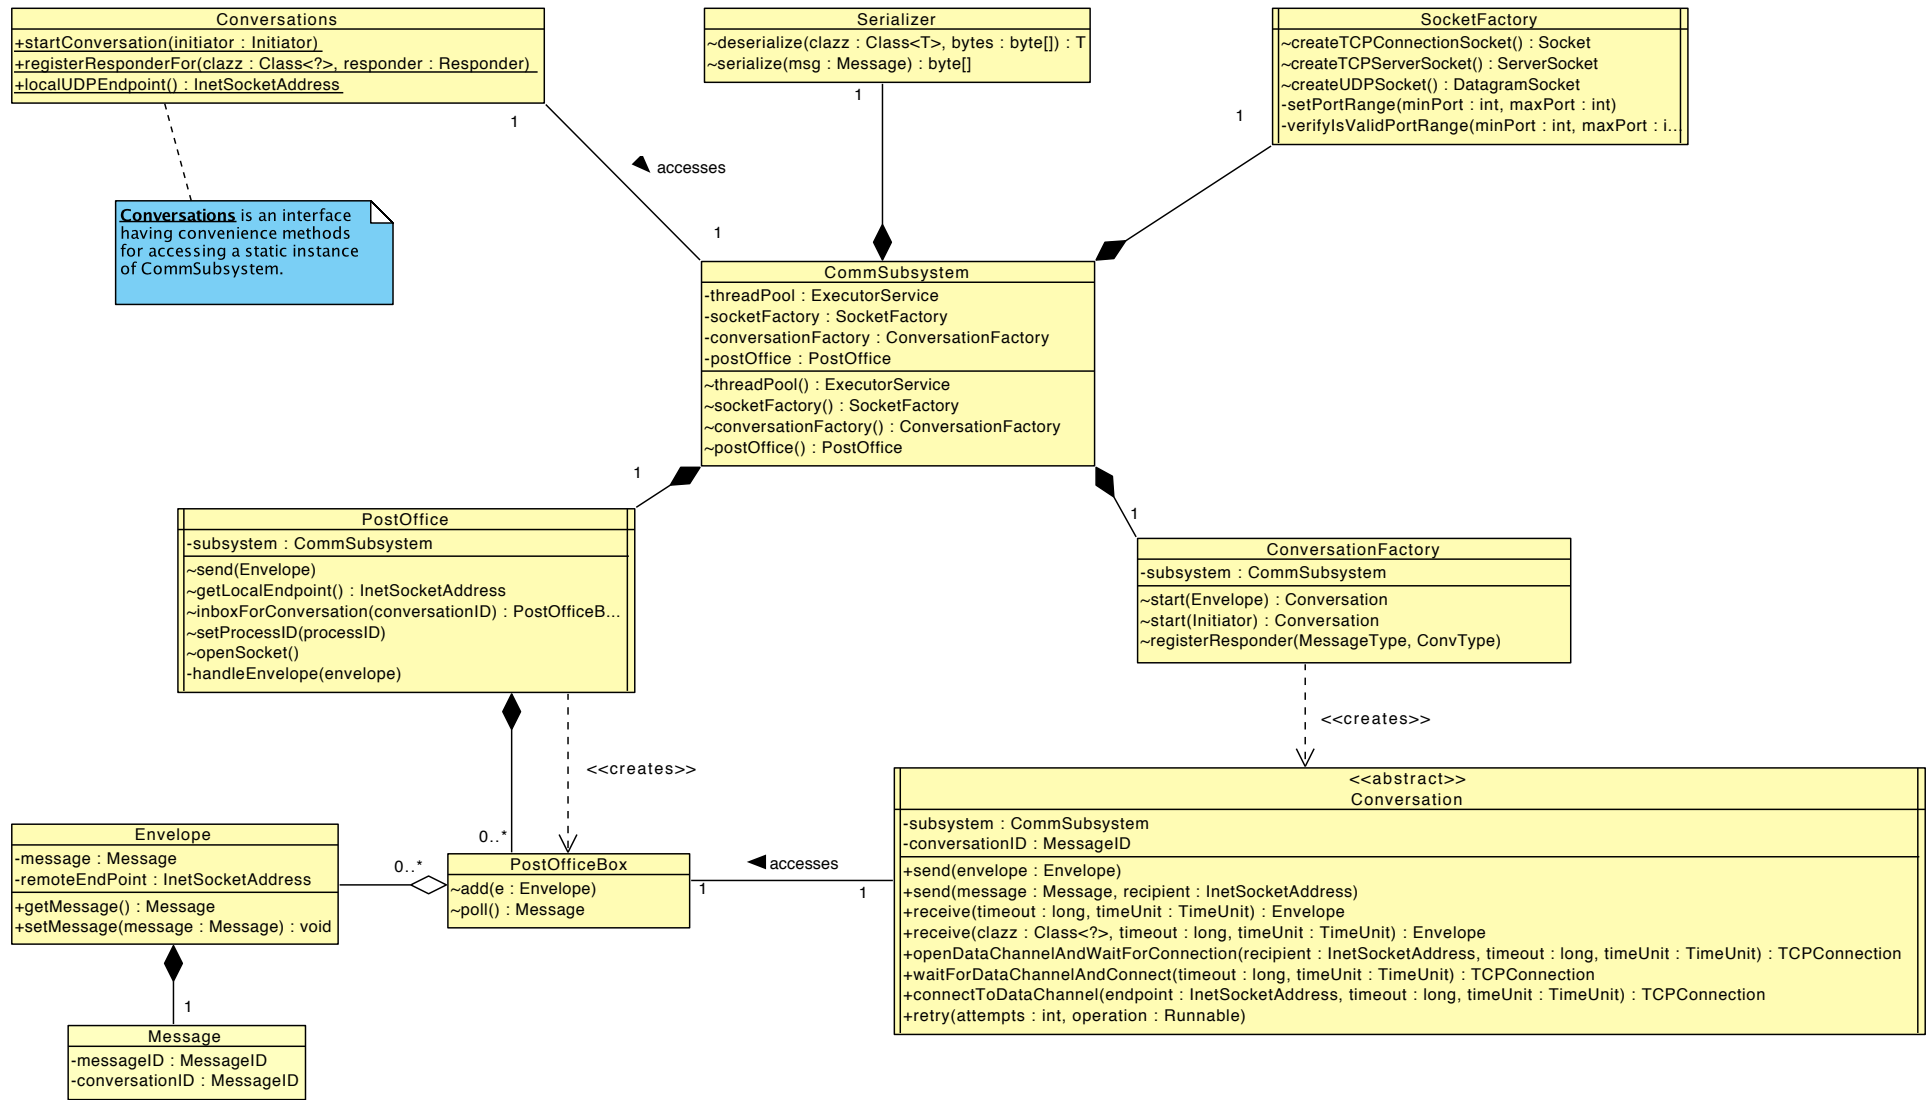 Conversations
+startConversation(initiator : Initiator)
+registerResponderFor(clazz : Class<?>, responder : Responder)
+localUDPEndpoint() : InetSocketAddress
Serializer
~deserialize(clazz : Class<T>, bytes : byte[]) : T
~serialize(msg : Message) : byte[]
SocketFactory
~createTCPConnectionSocket() : Socket
~createTCPServerSocket() : ServerSocket
~createUDPSocket() : DatagramSocket
-setPortRange(minPort : int, maxPort : int)
-verifyIsValidPortRange(minPort : int, maxPort : i...
1
1
1
accesses
1
Conversations is an interface
having convenience methods
for accessing a static instance
of CommSubsystem.
CommSubsystem
-threadPool : ExecutorService
-socketFactory : SocketFactory
-conversationFactory : ConversationFactory
-postOffice : PostOffice
~threadPool() : ExecutorService
~socketFactory() : SocketFactory
~conversationFactory() : ConversationFactory
~postOffice() : PostOffice
1
1
PostOffice
-subsystem : CommSubsystem
~send(Envelope)
~getLocalEndpoint() : InetSocketAddress
~inboxForConversation(conversationID) : PostOfficeB...
~setProcessID(processID)
~openSocket()
-handleEnvelope(envelope)
ConversationFactory
-subsystem : CommSubsystem
~start(Envelope) : Conversation
~start(Initiator) : Conversation
~registerResponder(MessageType, ConvType)
<<creates>>
<<creates>>
0..*
0..*
Envelope
-message : Message
-remoteEndPoint : InetSocketAddress
+getMessage() : Message
+setMessage(message : Message) : void
PostOfficeBox
~add(e : Envelope)
~poll() : Message
accesses
1
1
<<abstract>>
Conversation
-subsystem : CommSubsystem
-conversationID : MessageID
+send(envelope : Envelope)
+send(message : Message, recipient : InetSocketAddress)
+receive(timeout : long, timeUnit : TimeUnit) : Envelope
+receive(clazz : Class<?>, timeout : long, timeUnit : TimeUnit) : Envelope
+openDataChannelAndWaitForConnection(recipient : InetSocketAddress, timeout : long, timeUnit : TimeUnit) : TCPConnection
+waitForDataChannelAndConnect(timeout : long, timeUnit : TimeUnit) : TCPConnection
+connectToDataChannel(endpoint : InetSocketAddress, timeout : long, timeUnit : TimeUnit) : TCPConnection
+retry(attempts : int, operation : Runnable)
1
Message
-messageID : MessageID
-conversationID : MessageID